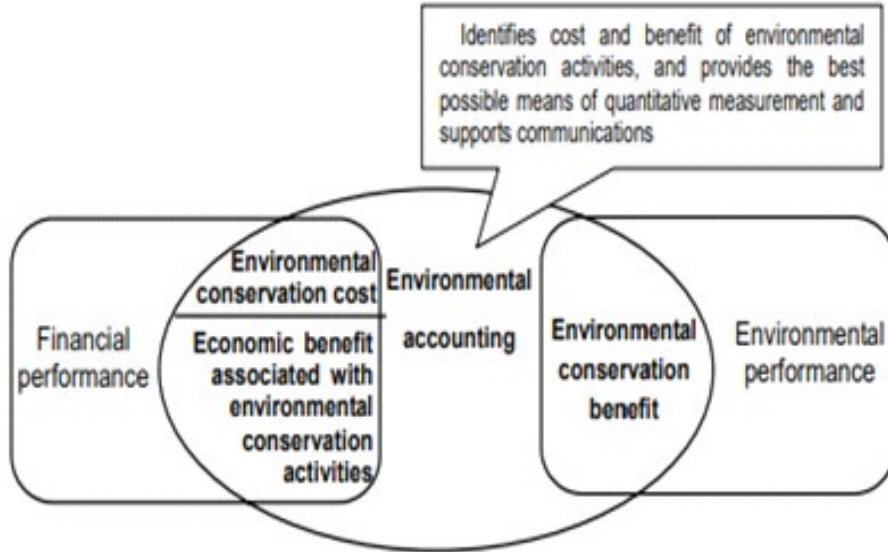 Identifies cost and benefit of environmental
conservation activities, and provides the best
possible means of quantitative measurement and
supports communications
Financial
performance
Environmental
conservation cost
Economic benefit
associated with
environmental
conservation
activities
Environmental
accounting
Environmental
conservation
benefit
Environmental
performance